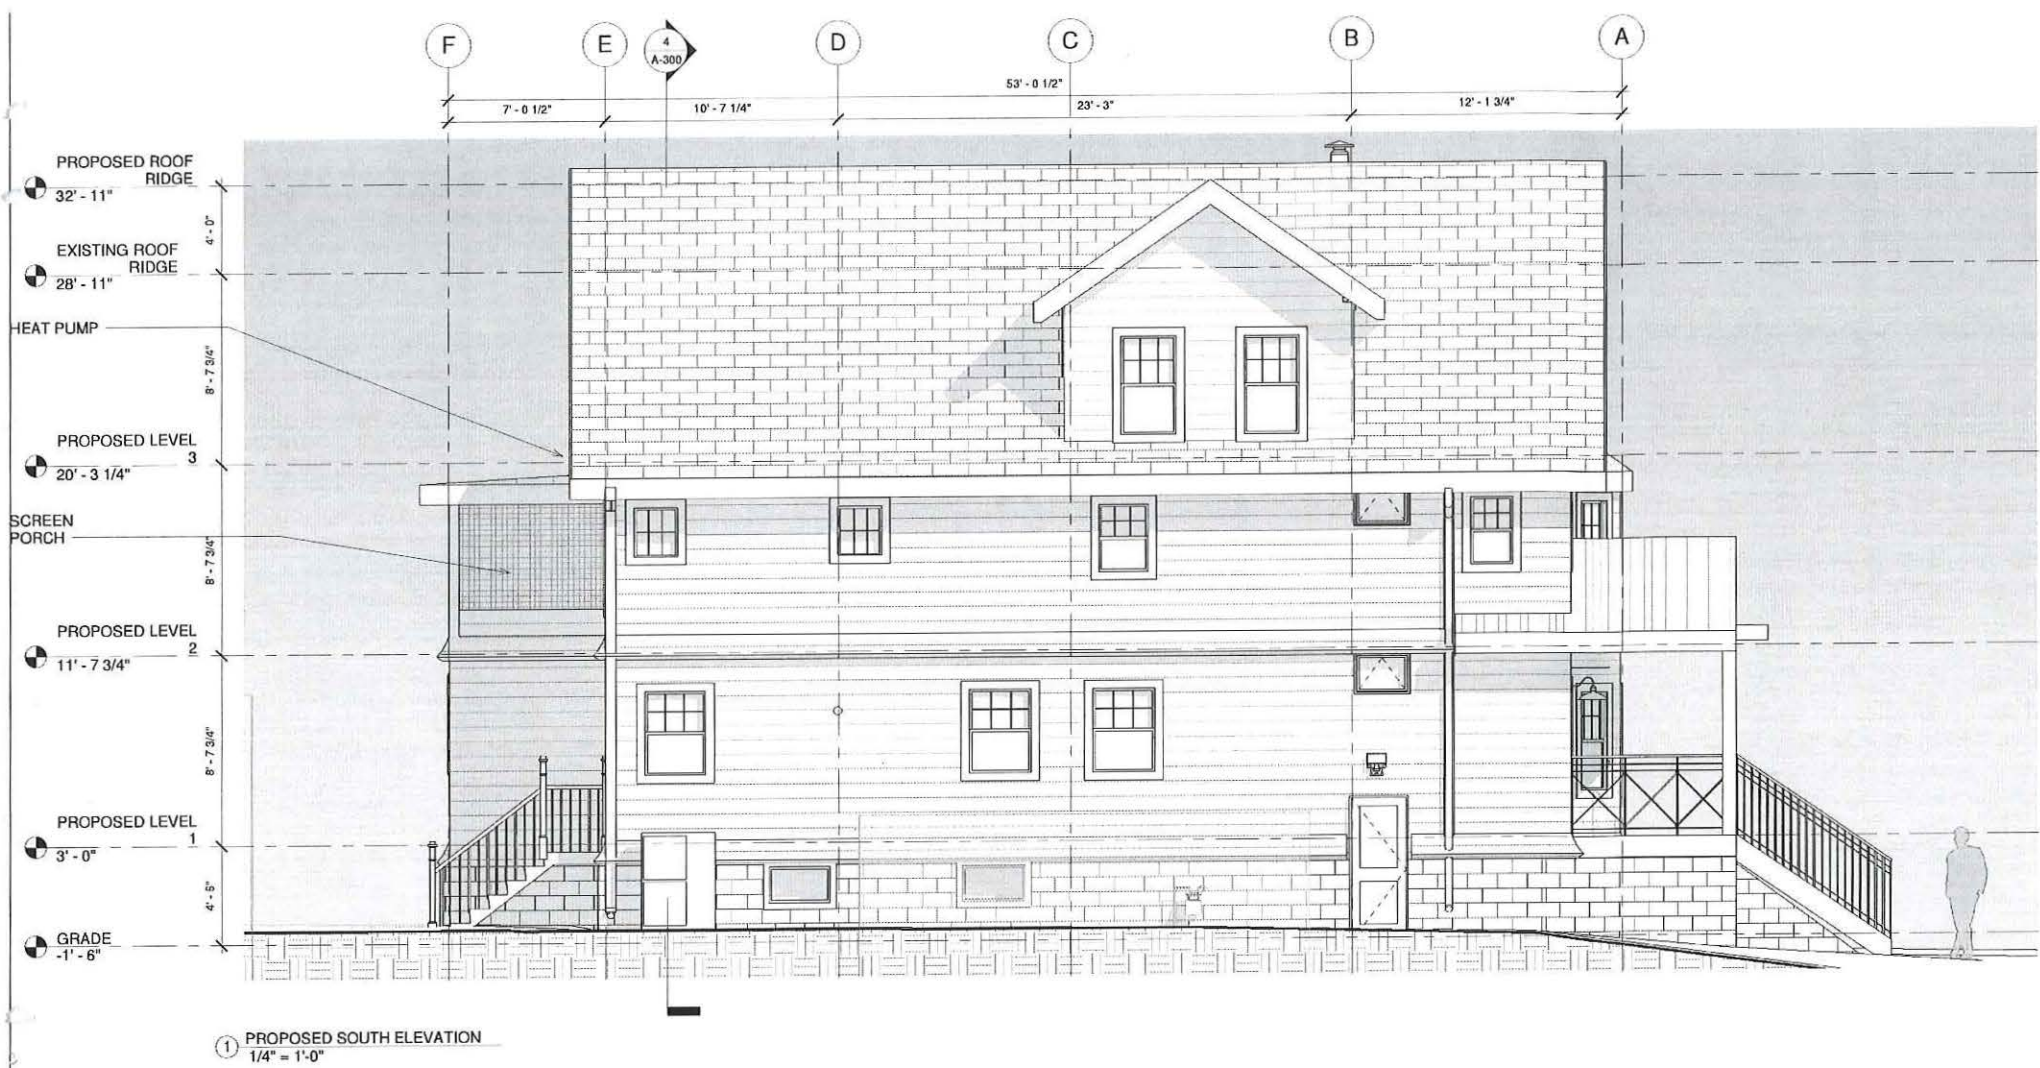 F
E
4
A-300
D
C
B
A
53' - 0 1/2"
7' - 0 1/2"
10' - 7 1/4"
23' - 3"
12' - 1 3/4"
PROPOSED ROOF
RIDGE
32' - 11"
4' - 0"
EXISTING ROOF
RIDGE
28' - 11"
HEAT PUMP
8' - 7 3/4"
PROPOSED LEVEL
3
20' - 3 1/4"
SCREEN
PORCH
8' - 7 3/4"
PROPOSED LEVEL
2
11' - 7 3/4"
8' - 7 3/4"
PROPOSED LEVEL
1
3' - 0"
4' - 6"
GRADE
-1' - 6"
1
PROPOSED SOUTH ELEVATION
1/4" = 1'-0"